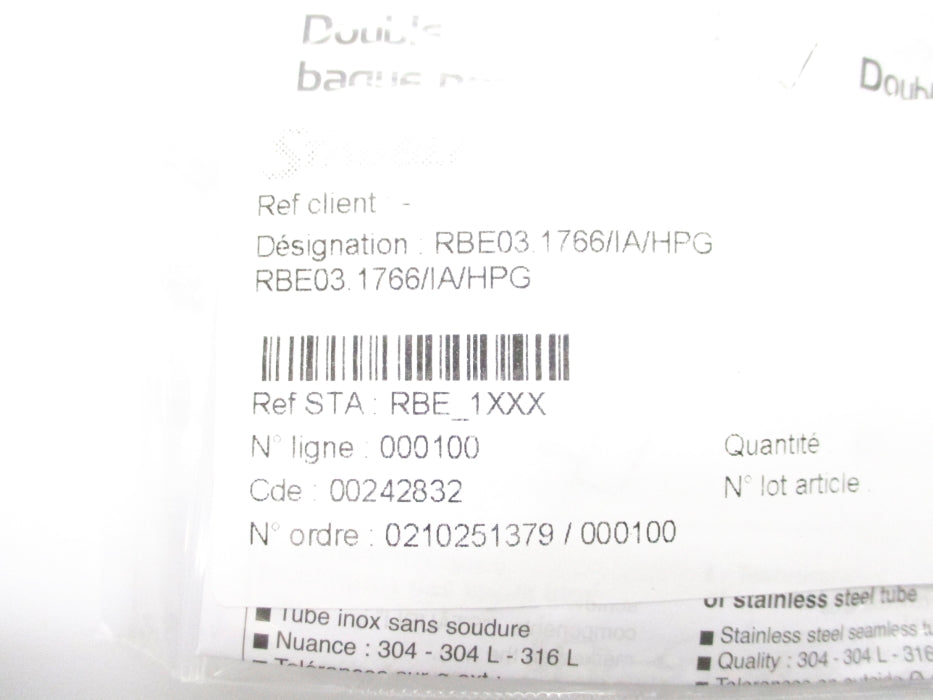 Double
bague
Ref client : -
Désignation : RBE03.1766/IA/HPG
RBE03.1766/IA/HPG
Ref STA : RBE_1XXX
N° ligne : 000100
Quantité
Cde : 00242832
N° lot article :
N° ordre : 0210251379 / 000100
Tube inox sans soudure
Nuance : 304 - 304 L - 316 L
of stainless steel tube
Stainless steel seamless
Quality : 304 - 304 L - 316